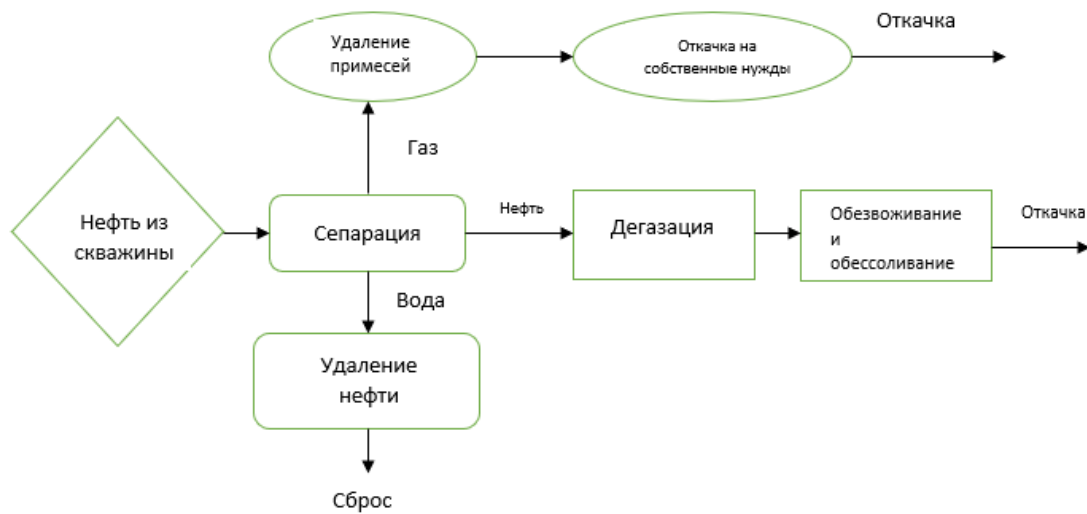 Удаление
примесей
Откачка на
собственные нужды
Откачка
Газ
Нефть из
скважины
Сепарация
Нефть
Дегазация
Обезвоживание
и
обессоливание
Откачка
Вода
Удаление
нефти
Сброс